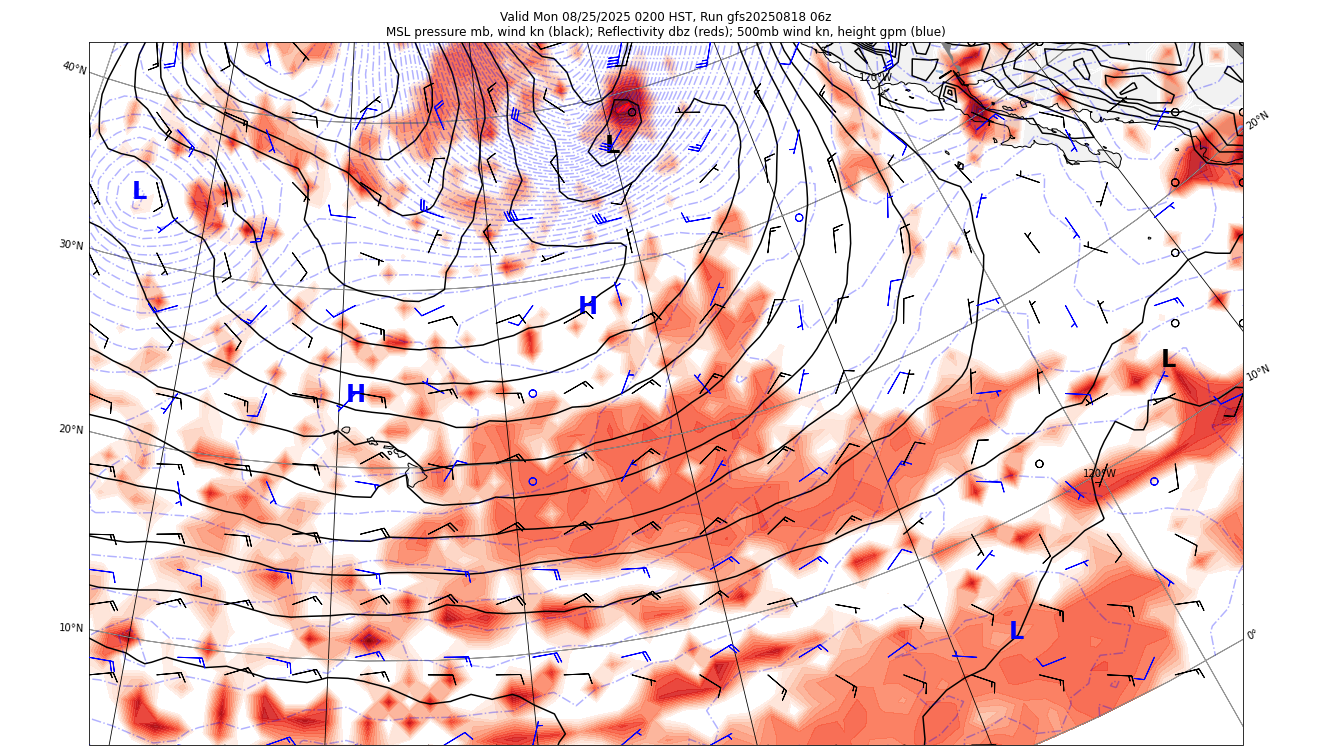 Valid Mon 08/25/2025 0200 HST, Run gfs20250818 06z
MSL pressure mb, wind kn (black); Reflectivity dbz (reds); 500mb wind kn, height gpm (blue)
40°N
120°W
20°N
L
L
30°N
H
L
10°N
H
20°N
120°W
10°N
L
0°